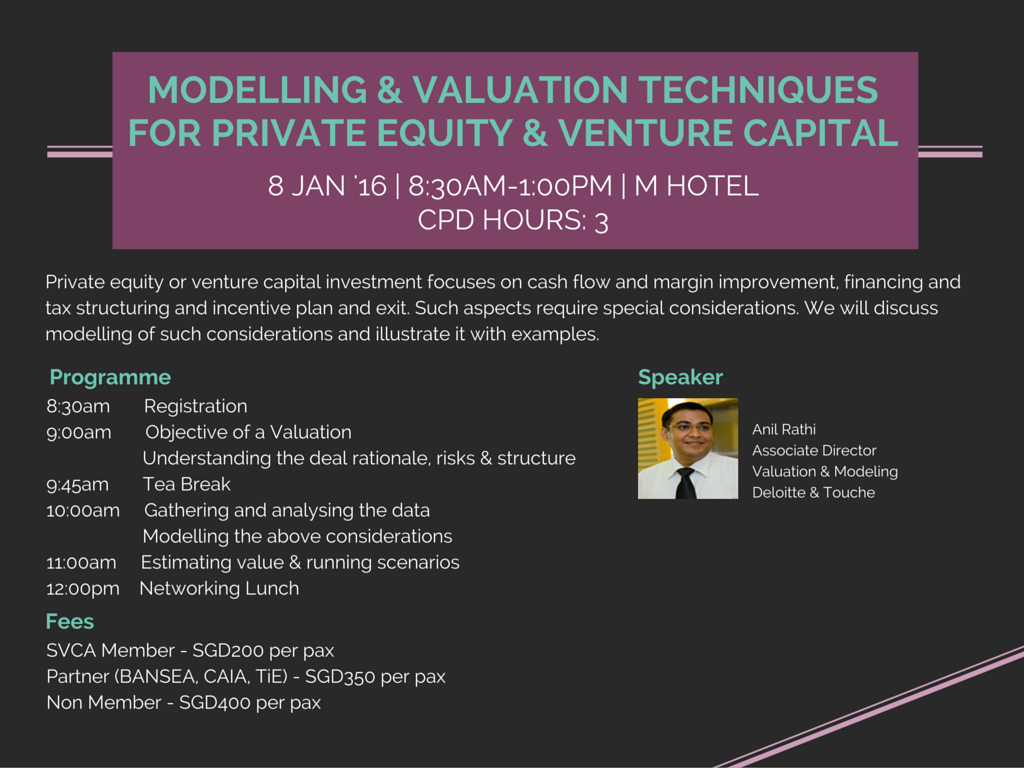 MODELLING & VALUATION TECHNIQUES
FOR PRIVATE EQUITY & VENTURE CAPITAL
8 JAN '16 | 8:30AM-1:00PM | M HOTEL
CPD HOURS: 3
Private equity or venture capital investment focuses on cash flow and margin improvement, financing and
tax structuring and incentive plan and exit. Such aspects require special considerations. We will discuss
modelling of such considerations and illustrate it with examples.
Programme
8:30am Registration
9:00am Objective of a Valuation
Understanding the deal rationale, risks & structure
9:45am Tea Break
10:00am Gathering and analysing the data
Modelling the above considerations
11:00am Estimating value & running scenarios
12:00pm Networking Lunch
Fees
SVCA Member - SGD200 per pax
Partner (BANSEA, CAIA, TiE) - SGD350 per pax
Non Member - SGD400 per pax
Speaker
Anil Rathi
Associate Director
Valuation & Modeling
Deloitte & Touche